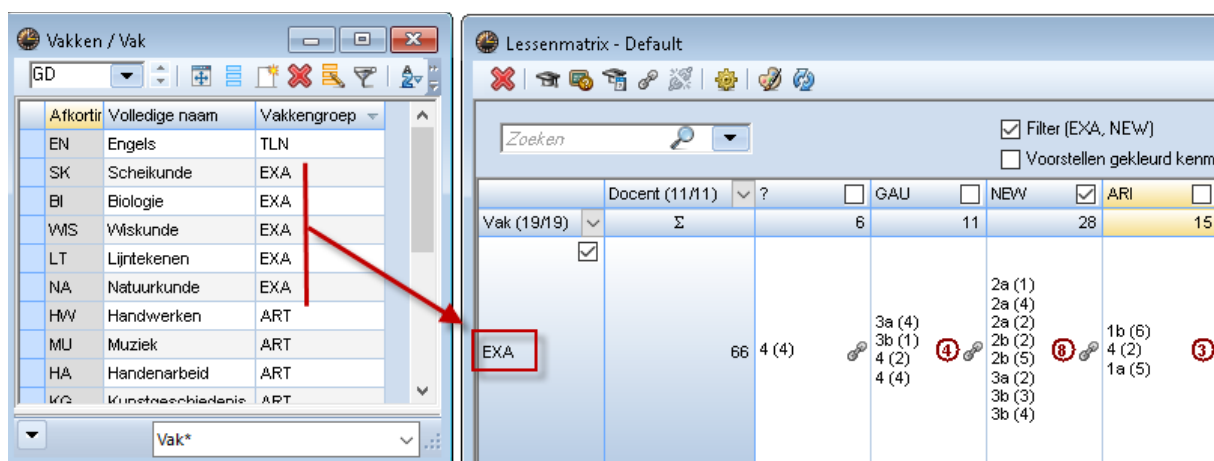 Vakken / Vak
GD
Afkortir Volledige naam Vakkengroep
EN Engels TLN
SK Scheikunde EXA
BI Biologie EXA
WIS Wiskunde EXA
LT Lijntekenen EXA
NA Natuurkunde EXA
HW Handwerken ART
MU Muziek ART
HA Handenarbeid ART
KG Kunstgeschiedenis ART
Vak*
Lessenmatrix - Default
Zoeken
Filter (EXA, NEW)
Voorstellen gekleurd kenm
Docent (11/11) ? GAU NEW ARI
Vak (19/19) Σ 6 11 28 15
EXA 66 4 (4)
3a (4)
3b (1)
4 (2)
4 (4)
4
2a (1)
2a (4)
2a (2)
2b (2)
2b (5)
3a (2)
3b (3)
3b (4)
8
1b (6)
4 (2)
1a (5)
3